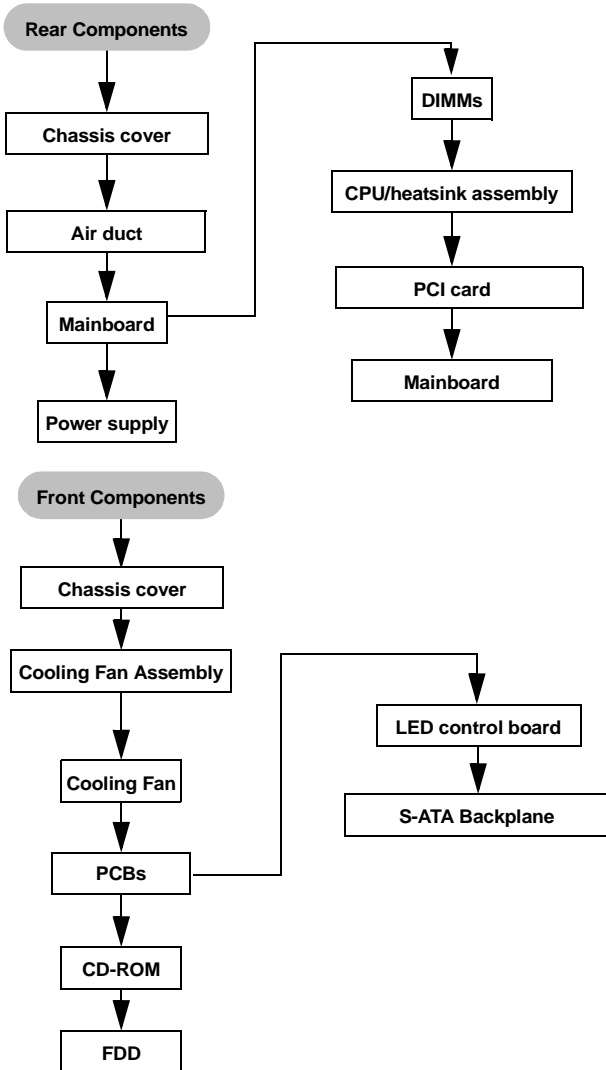 Rear Components
Chassis cover
Air duct
Mainboard
Power supply
DIMMs
CPU/heatsink assembly
PCI card
Mainboard
Front Components
Chassis cover
Cooling Fan Assembly
Cooling Fan
PCBs
CD-ROM
FDD
LED control board
S-ATA Backplane